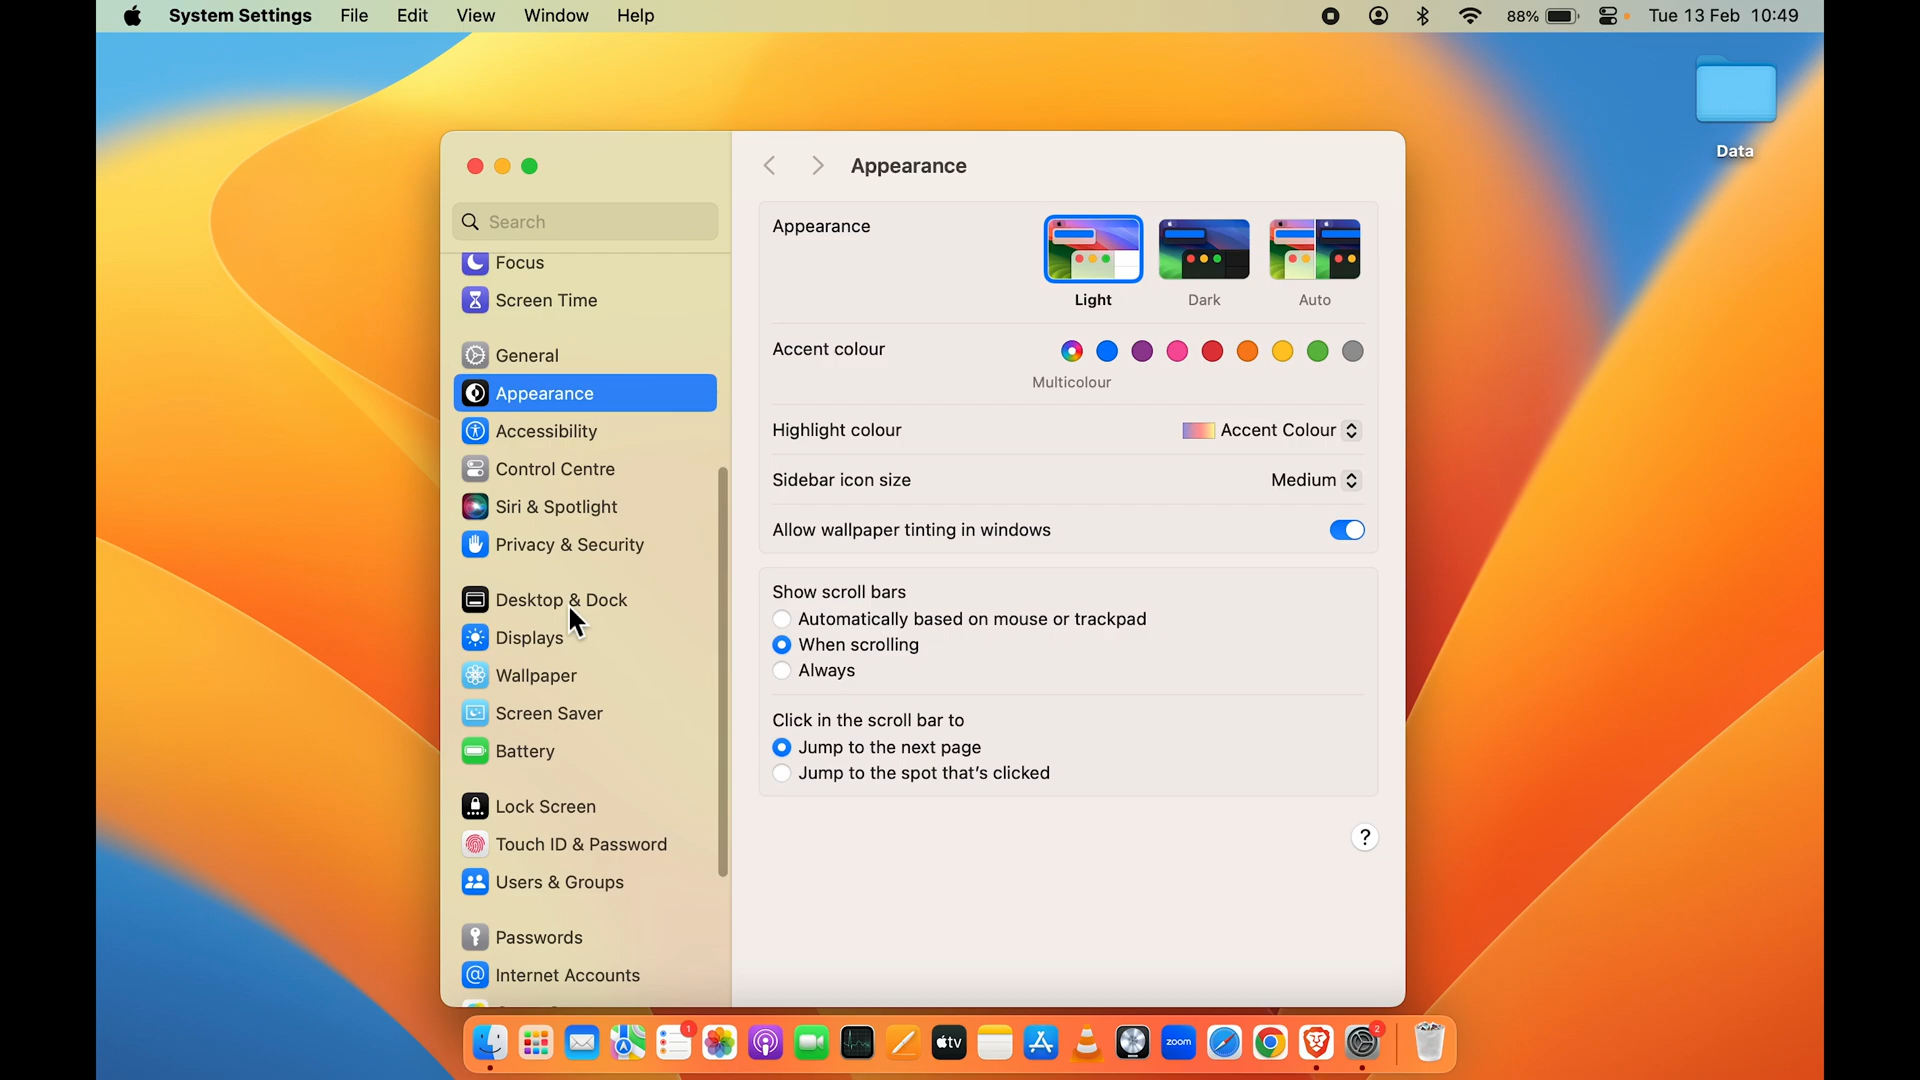 System Settings File Edit View Window Help 88% Tue 13 Feb 10:49
Data
Search
Focus
Screen Time
General
Appearance
Accessibility
Control Centre
Siri & Spotlight
Privacy & Security
Desktop & Dock
Displays
Wallpaper
Screen Saver
Battery
Lock Screen
Touch ID & Password
Users & Groups
Passwords
Internet Accounts
Appearance
Appearance
Light Dark Auto
Accent colour
Multicolour
Highlight colour Accent Colour
Sidebar icon size Medium
Allow wallpaper tinting in windows
Show scroll bars
Automatically based on mouse or trackpad
When scrolling
Always
Click in the scroll bar to
Jump to the next page
Jump to the spot that's clicked
?
1 tv zoom 2